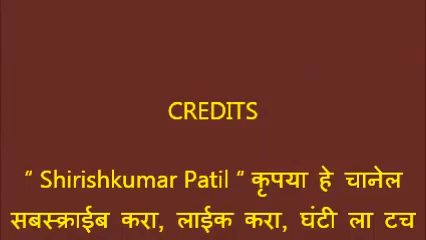 CREDITS
“ Shirishkumar Patil “ कृपया हे चानेल
सबस्क्राईब करा, लाईक करा, घंटी ला टच